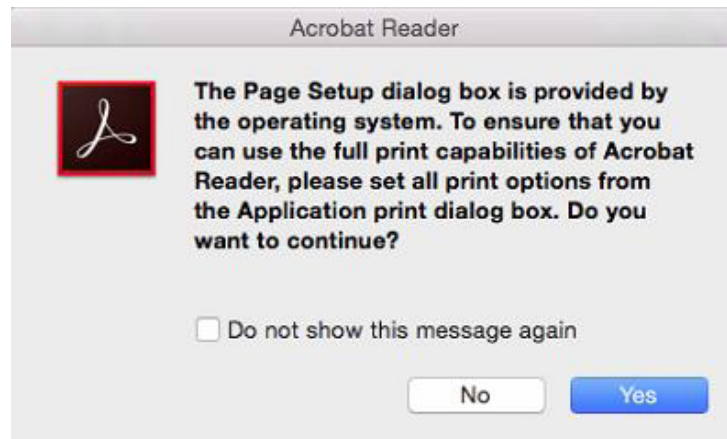 Acrobat Reader
The Page Setup dialog box is provided by
the operating system. To ensure that you
can use the full print capabilities of Acrobat
Reader, please set all print options from
the Application print dialog box. Do you
want to continue?
Do not show this message again
No Yes